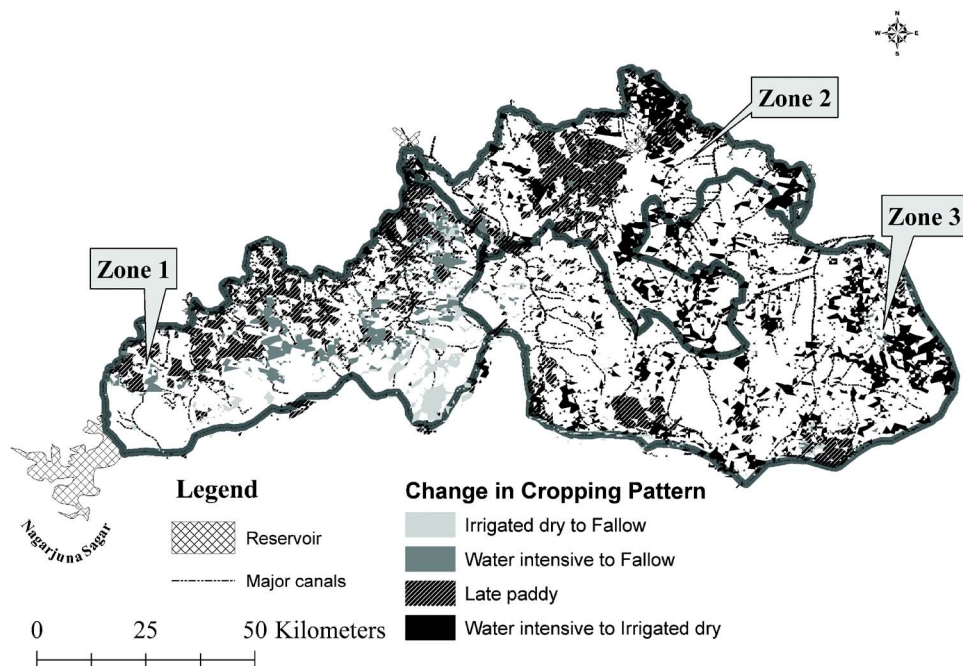 N
W E
S
Zone 2
Zone 3
Zone 1
Nagarjuna Sagar
Legend
Reservoir
Major canals
Change in Cropping Pattern
Irrigated dry to Fallow
Water intensive to Fallow
Late paddy
Water intensive to Irrigated dry
0 25 50 Kilometers